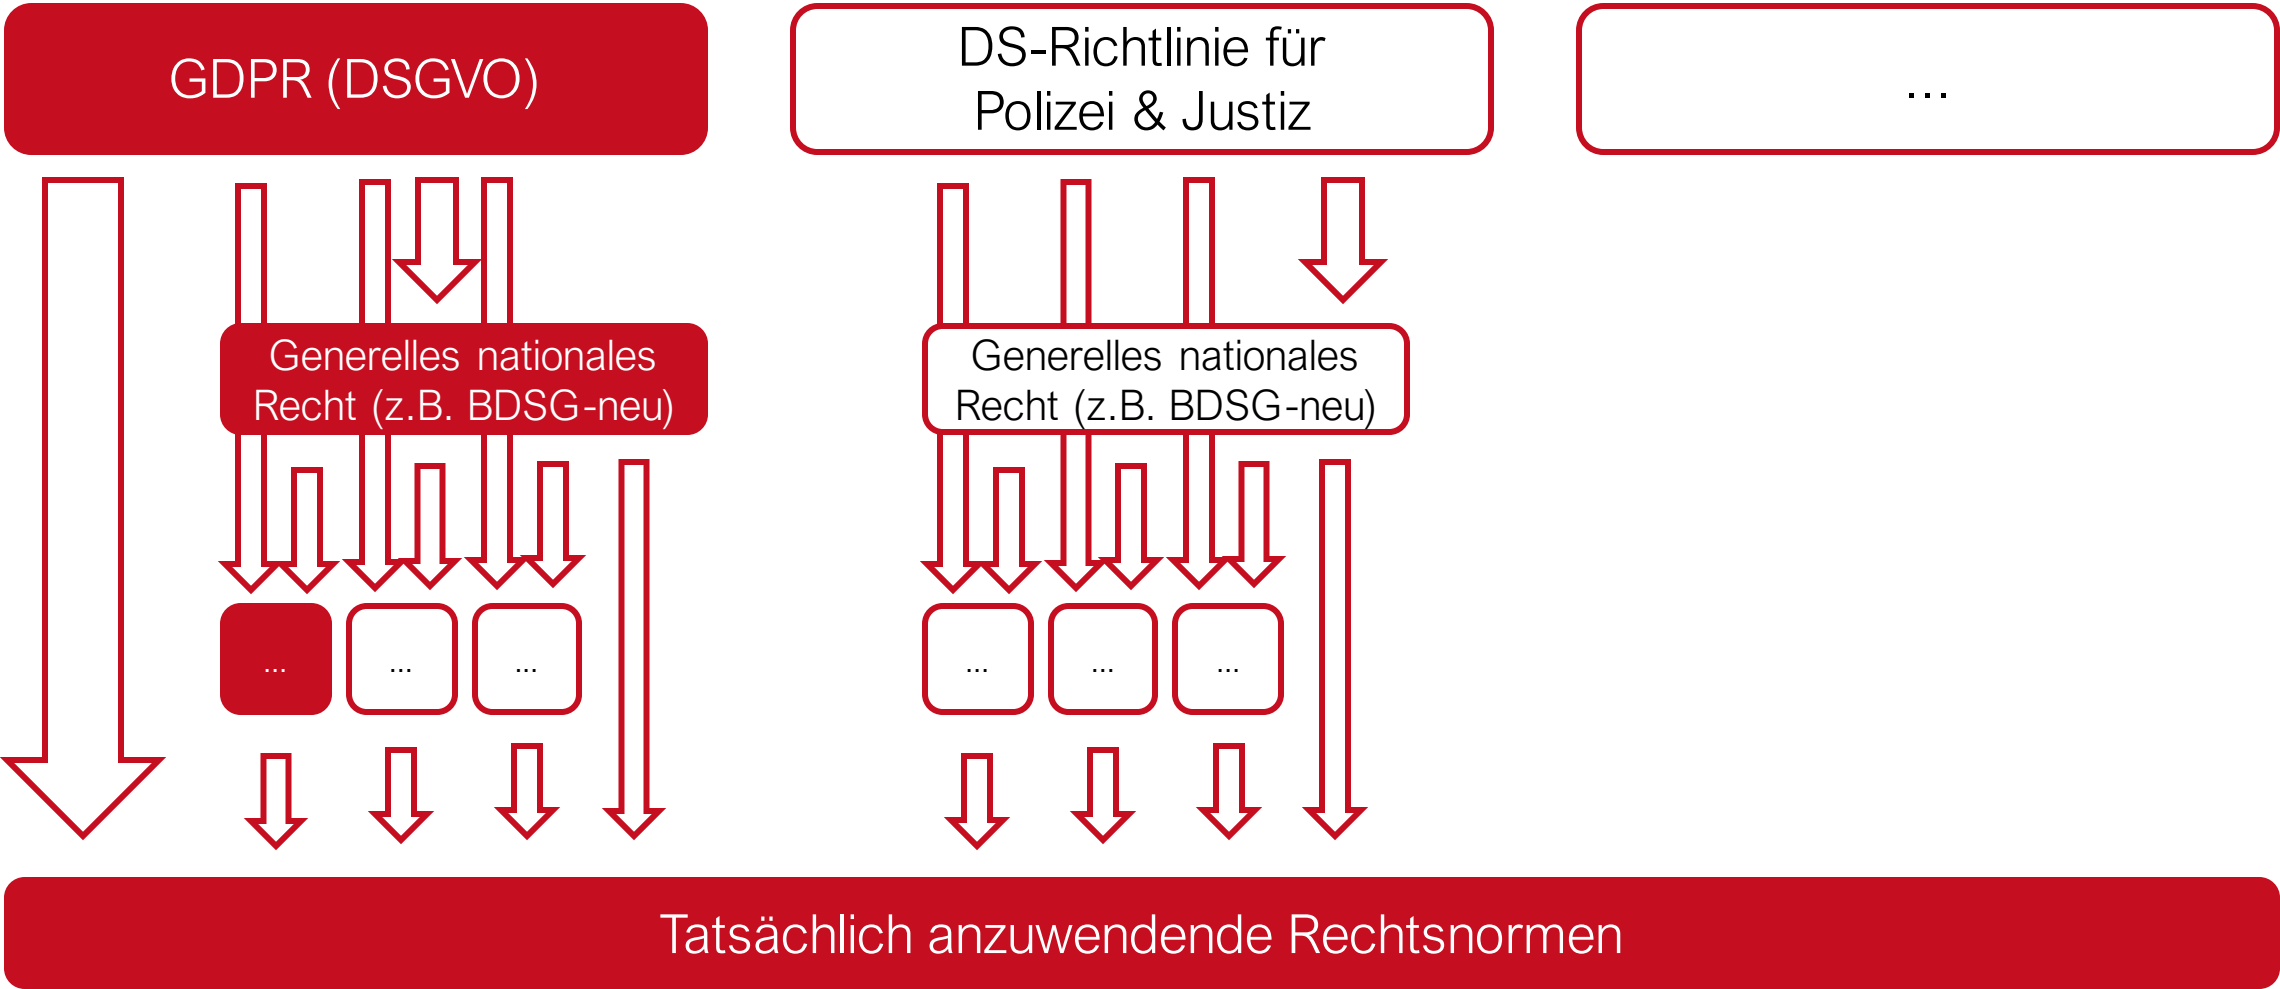 GDPR (DSGVO)
DS-Richtlinie für
Polizei & Justiz
...
Generelles nationales
Recht (z.B. BDSG-neu)
Generelles nationales
Recht (z.B. BDSG-neu)
...
...
...
...
...
...
Tatsächlich anzuwendende Rechtsnormen